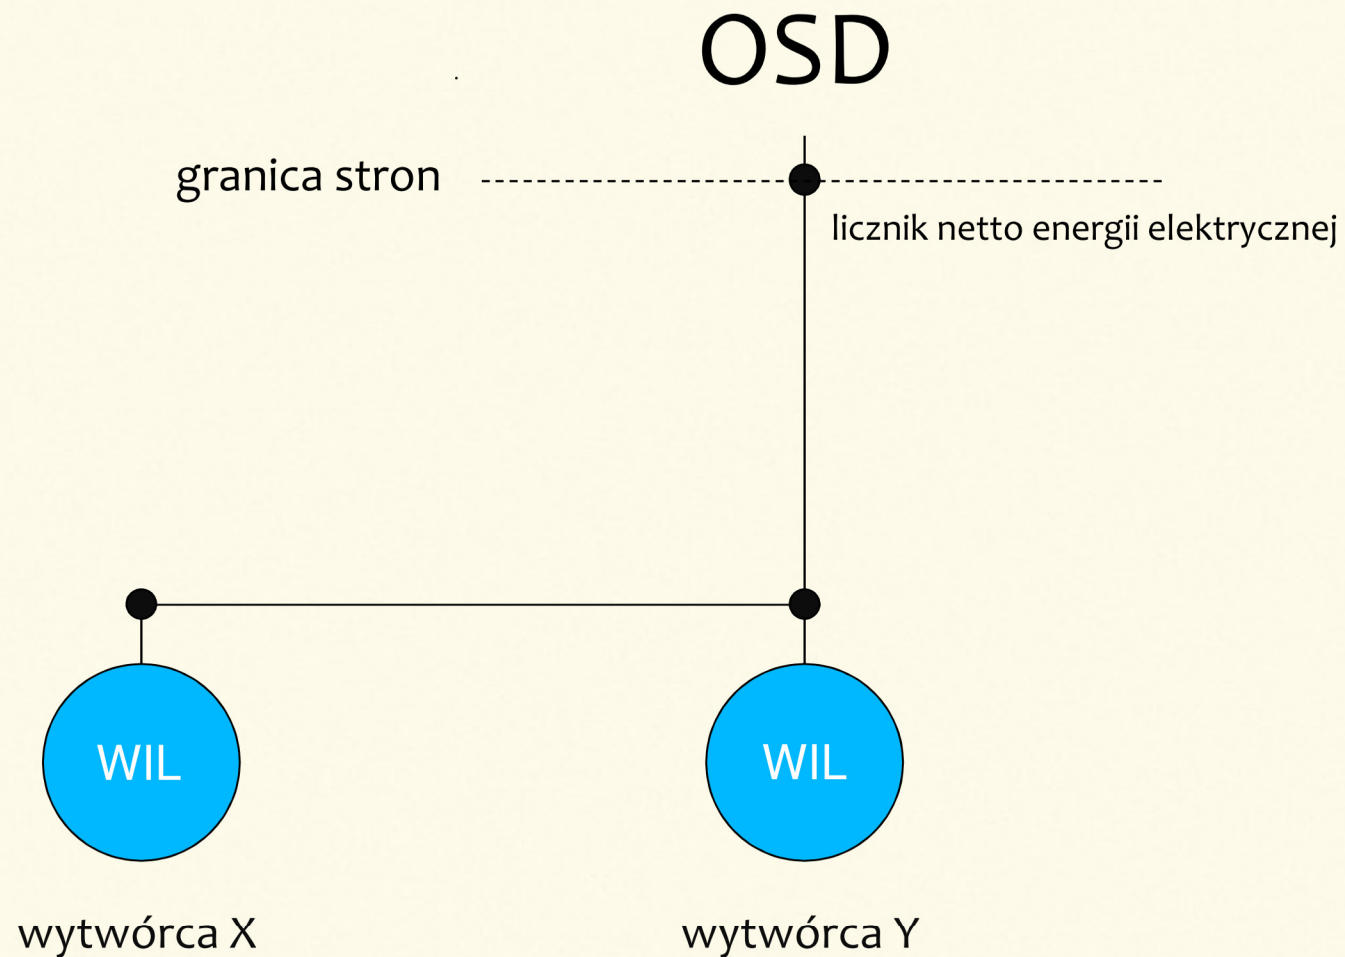 OSD
granica stron
licznik netto energii elektrycznej
WIL
WIL
wytwórca X
wytwórca Y